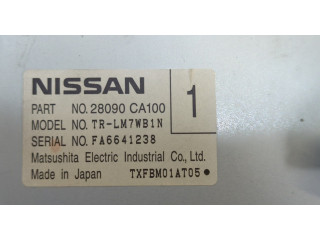 NISSAN
PART NO. 28090 CA100
1
MODEL NO. TR-LM7WB1N
SERIAL NO. FA6641238
Matsushita Electric Industrial Co., Ltd.
Made in Japan TXFBM01AT05